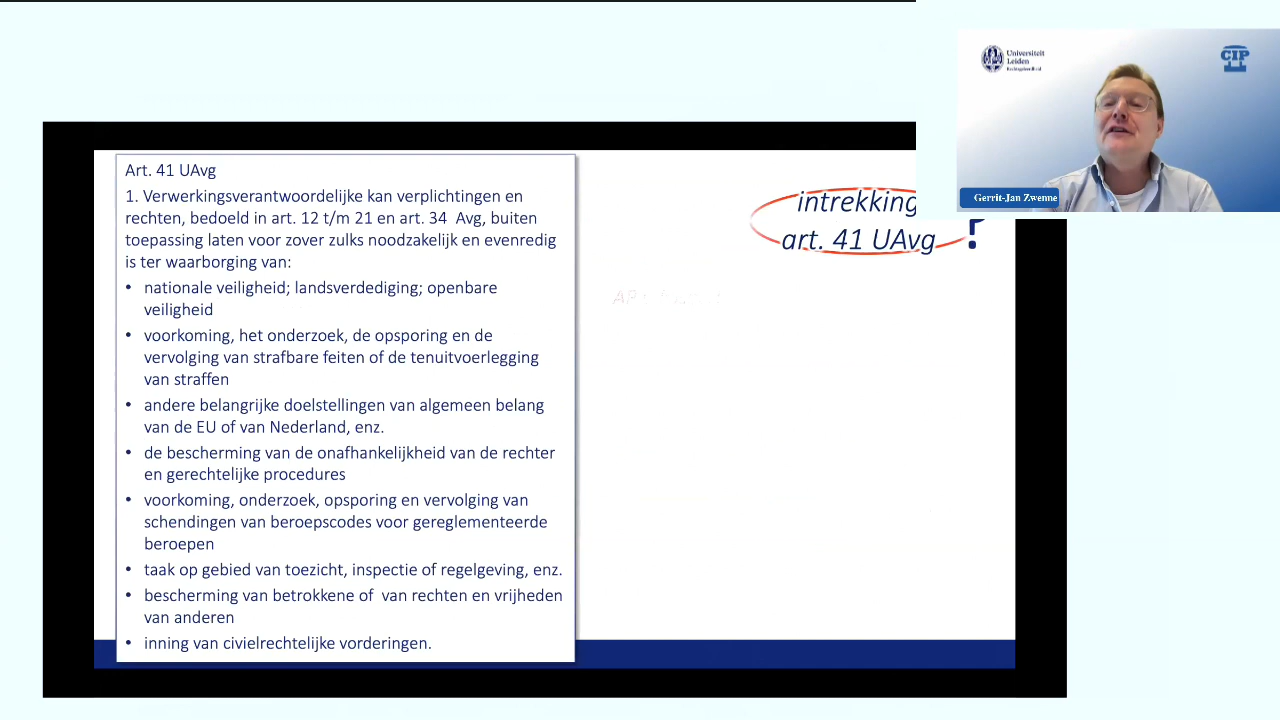 Universiteit
Leiden
Rechtsgeleerdheid
CIP
Gerrit-Jan Zwenne
intrekking
art. 41 UAvg ?
Art. 41 UAvg
1. Verwerkingsverantwoordelijke kan verplichtingen en
rechten, bedoeld in art. 12 t/m 21 en art. 34 Avg, buiten
toepassing laten voor zover zulks noodzakelijk en evenredig
is ter waarborging van:
• nationale veiligheid; landsverdediging; openbare
veiligheid
• voorkoming, het onderzoek, de opsporing en de
vervolging van strafbare feiten of de tenuitvoerlegging
van straffen
• andere belangrijke doelstellingen van algemeen belang
van de EU of van Nederland, enz.
• de bescherming van de onafhankelijkheid van de rechter
en gerechtelijke procedures
• voorkoming, onderzoek, opsporing en vervolging van
schendingen van beroepscodes voor gereglementeerde
beroepen
• taak op gebied van toezicht, inspectie of regelgeving, enz.
• bescherming van betrokkene of van rechten en vrijheden
van anderen
• inning van civielrechtelijke vorderingen.